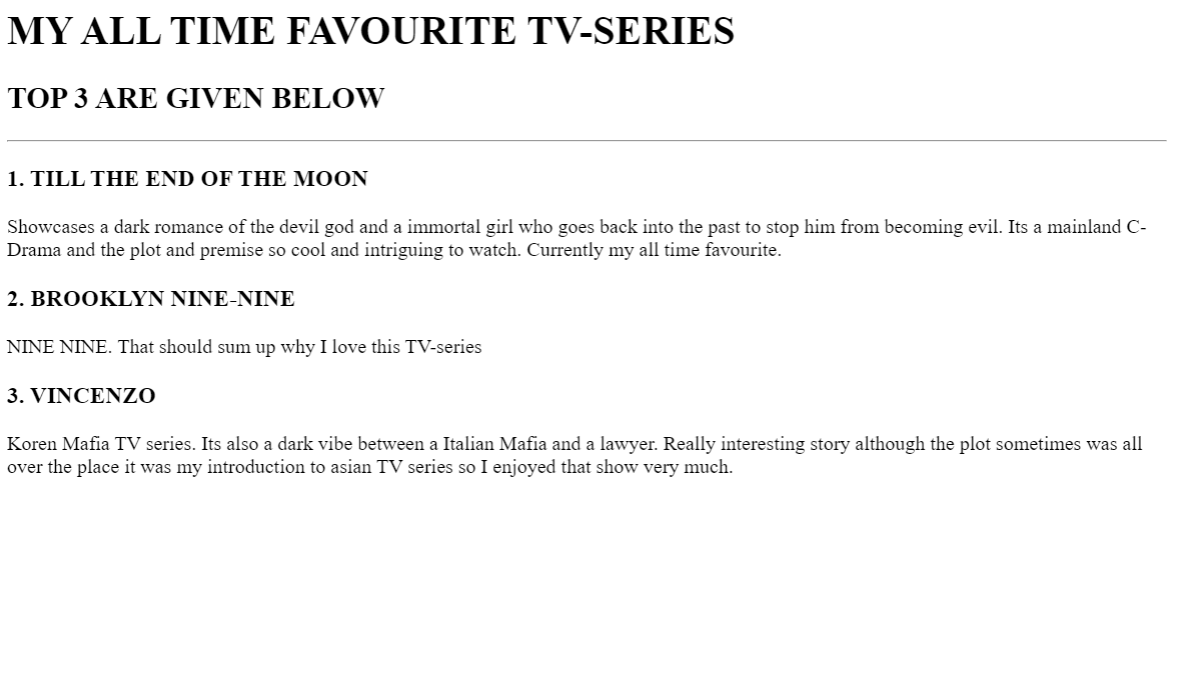 MY ALL TIME FAVOURITE TV-SERIES
TOP 3 ARE GIVEN BELOW
1. TILL THE END OF THE MOON
Showcases a dark romance of the devil god and a immortal girl who goes back into the past to stop him from becoming evil. Its a mainland C-
Drama and the plot and premise so cool and intriguing to watch. Currently my all time favourite.
2. BROOKLYN NINE-NINE
NINE NINE. That should sum up why I love this TV-series
3. VINCENZO
Koren Mafia TV series. Its also a dark vibe between a Italian Mafia and a lawyer. Really interesting story although the plot sometimes was all
over the place it was my introduction to asian TV series so I enjoyed that show very much.